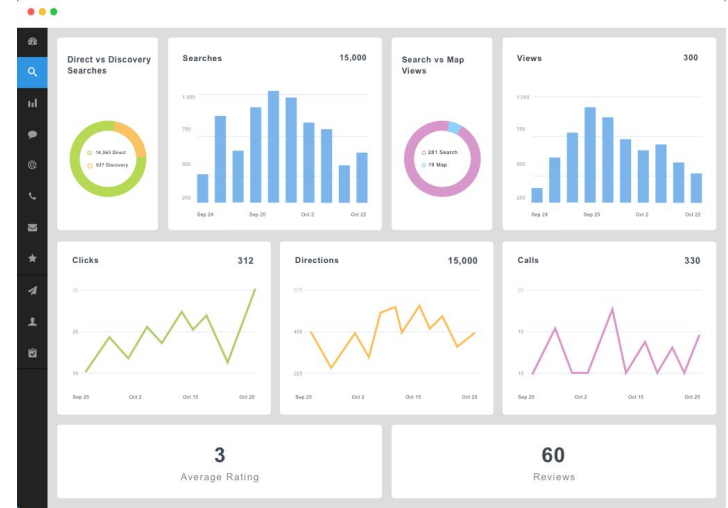 Direct vs Discovery
Searches
14,563 Direct
937 Discovery
Searches
15,000
1,000
750
500
250
Sep 24
Sep 25
Oct 2
Oct 22
Search vs Map
Views
281 Search
19 Map
Views
300
1,000
750
500
250
Sep 24
Sep 25
Oct 2
Oct 22
Clicks
312
30
20
10
Sep 25
Oct 2
Oct 15
Oct 20
Directions
15,000
675
450
225
Sep 25
Oct 2
Oct 15
Oct 20
Calls
330
20
15
10
Sep 25
Oct 2
Oct 15
Oct 20
3
Average Rating
60
Reviews